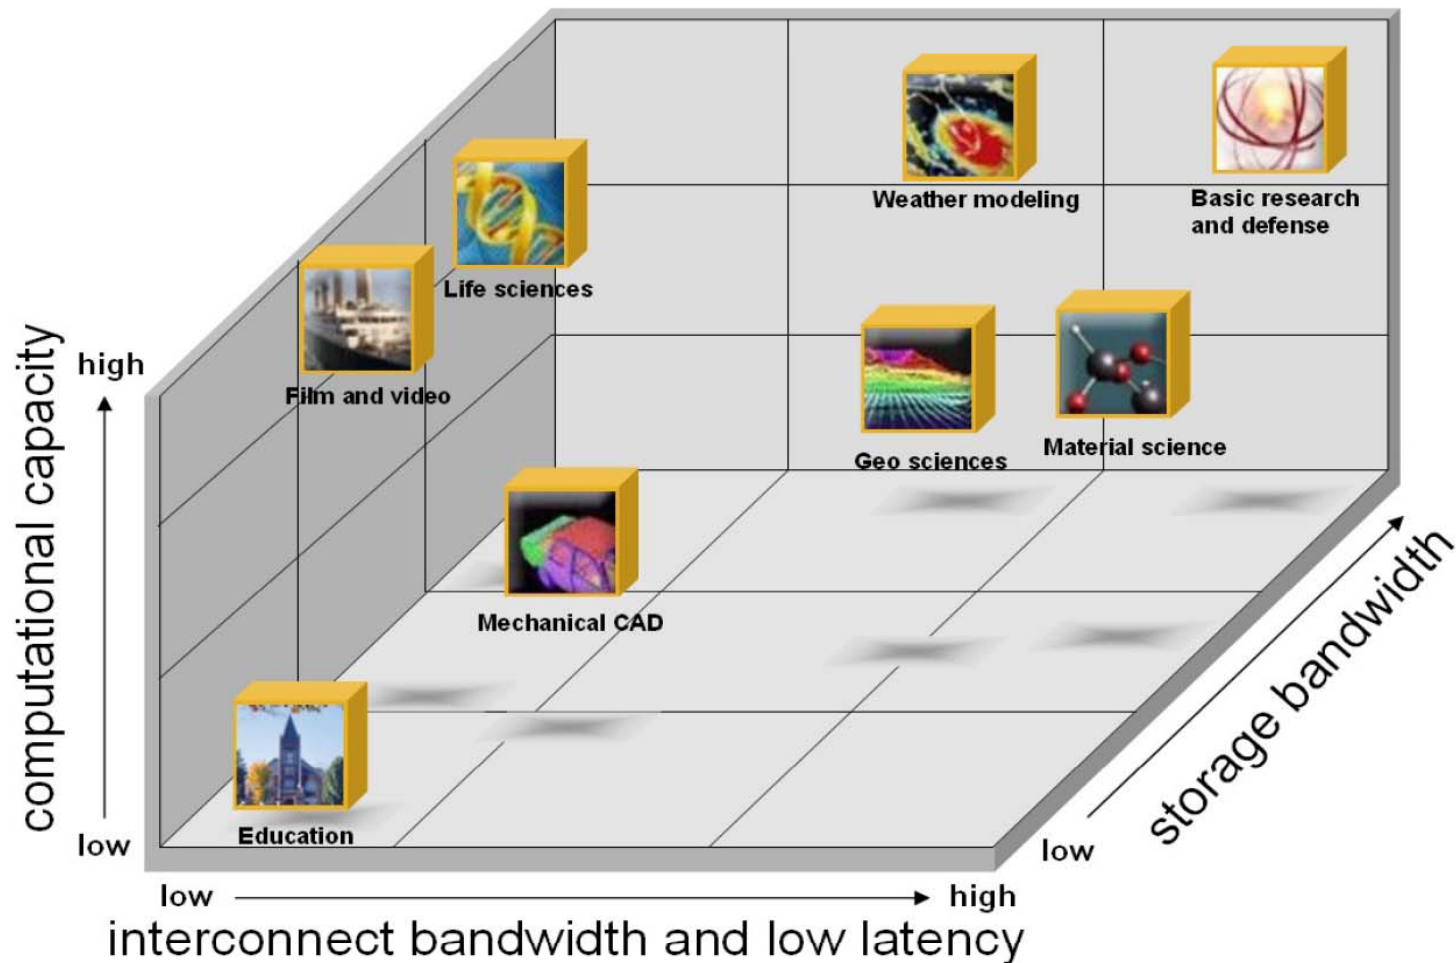 Weather modeling
Basic research
and defense
Life sciences
Film and video
Geo sciences
Material science
Mechanical CAD
Education
computational capacity
high
low
low
high
interconnect bandwidth and low latency
low
storage bandwidth